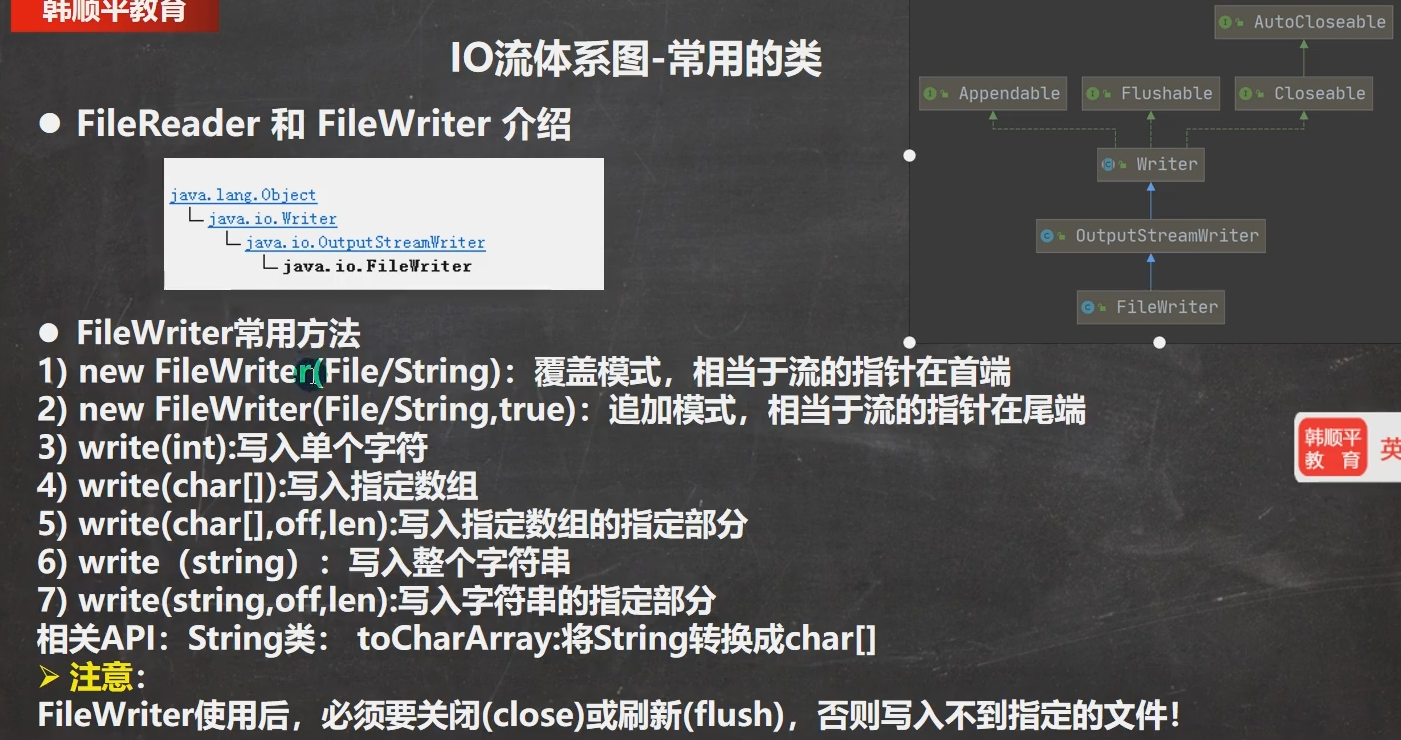 韩顺平教育
IO流体系图-常用的类
● FileReader 和 FileWriter 介绍
java.lang.Object
java.io.Writer
java.io.OutputStreamWriter
java.io.FileWriter
AutoCloseable
Appendable
Flushable
Closeable
Writer
OutputStreamWriter
FileWriter
● FileWriter常用方法
1) new FileWriter(File/String)：覆盖模式，相当于流的指针在首端
2) new FileWriter(File/String,true)：追加模式，相当于流的指针在尾端
3) write(int):写入单个字符
4) write(char[]):写入指定数组
5) write(char[],off,len):写入指定数组的指定部分
6) write（string）：写入整个字符串
7) write(string,off,len):写入字符串的指定部分
相关API：String类： toCharArray:将String转换成char[]
➢ 注意：
FileWriter使用后，必须要关闭(close)或刷新(flush)，否则写入不到指定的文件！
韩顺平
教 育
英